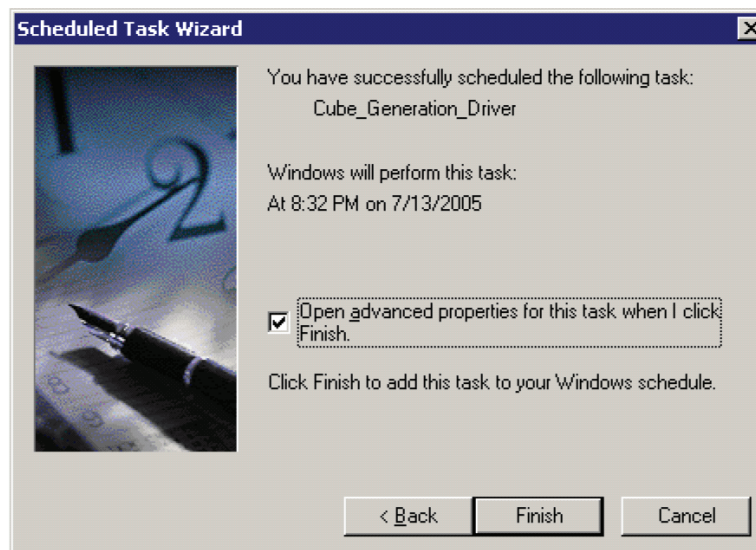 Scheduled Task Wizard
You have successfully scheduled the following task:
Cube_Generation_Driver
Windows will perform this task:
At 8:32 PM on 7/13/2005
Open advanced properties for this task when I click
Finish.
Click Finish to add this task to your Windows schedule.
< Back
Finish
Cancel